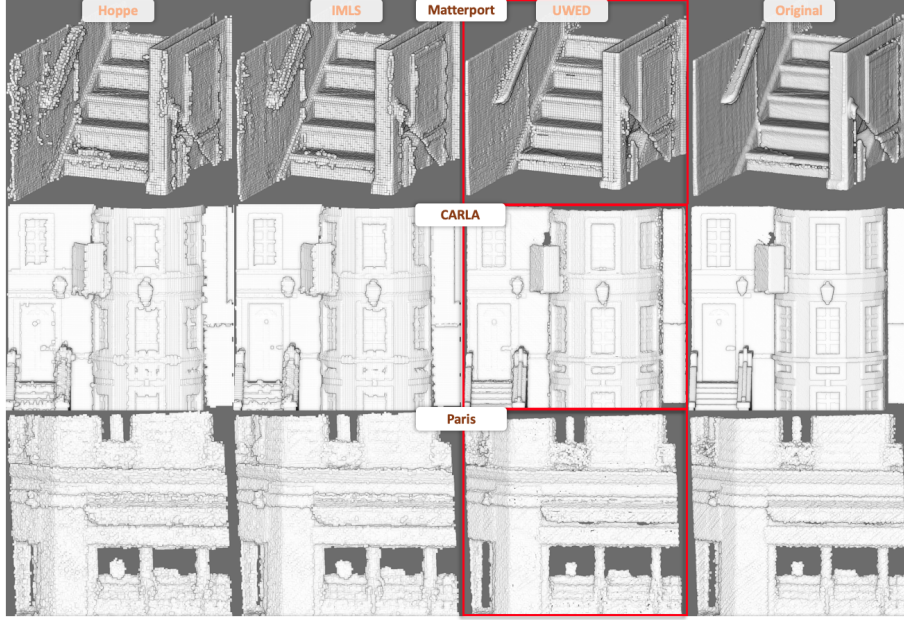 Hoppe
IMLS
Matterport
UWED
Original
CARLA
Paris